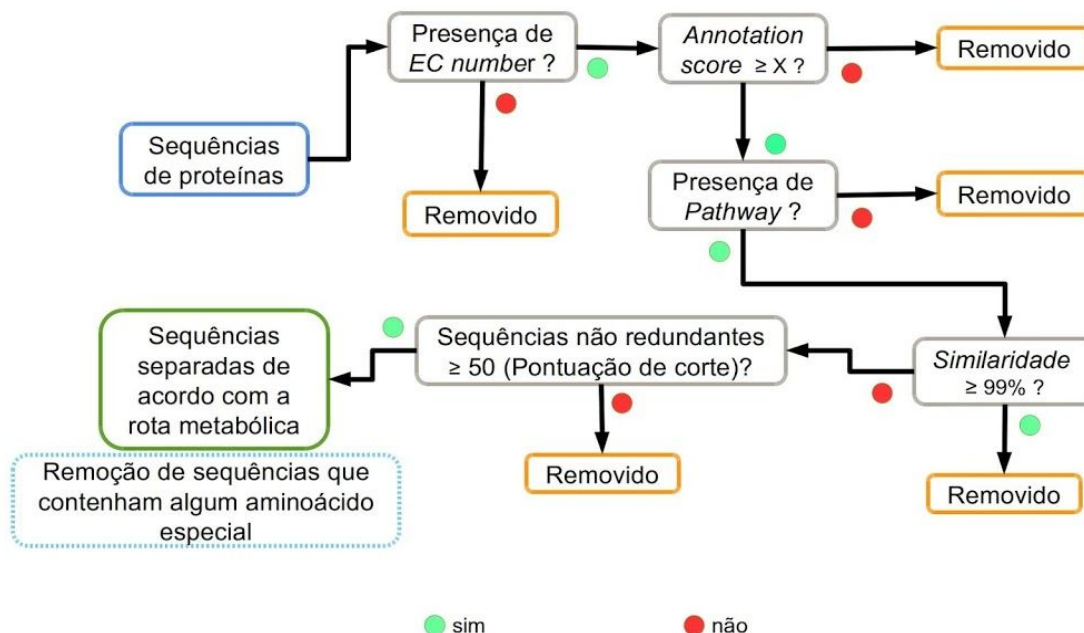 Presença de
EC number ?
Annotation
score ≥ X ?
Removido
Sequências
de proteínas
Removido
Presença de
Pathway ?
Removido
Sequências
separadas de
acordo com a
rota metabólica
Sequências não redundantes
≥ 50 (Pontuação de corte)?
Similaridade
≥ 99% ?
Removido
Removido
Remoção de sequências que
contenham algum aminoácido
especial
sim
não